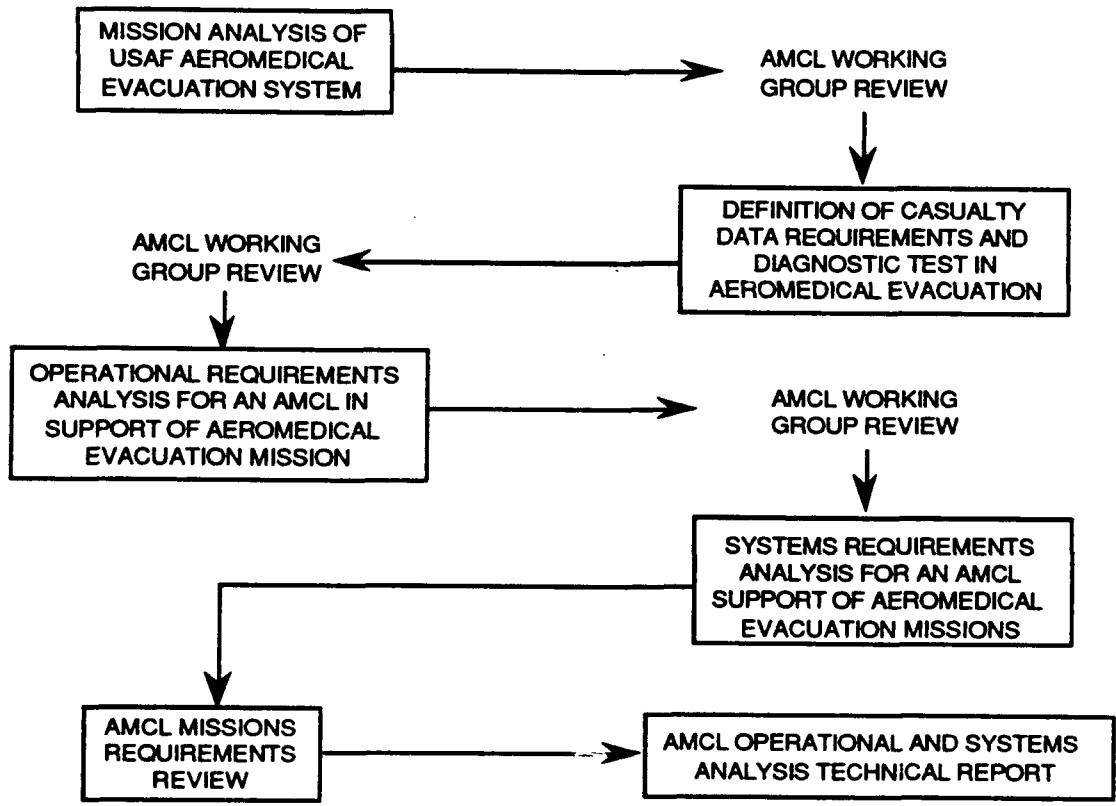 MISSION ANALYSIS OF
USAF AEROMEDICAL
EVACUATION SYSTEM
AMCL WORKING
GROUP REVIEW
DEFINITION OF CASUALTY
DATA REQUIREMENTS AND
DIAGNOSTIC TEST IN
AEROMEDICAL EVACUATION
AMCL WORKING
GROUP REVIEW
OPERATIONAL REQUIREMENTS
ANALYSIS FOR AN AMCL IN
SUPPORT OF AEROMEDICAL
EVACUATION MISSION
AMCL WORKING
GROUP REVIEW
SYSTEMS REQUIREMENTS
ANALYSIS FOR AN AMCL
SUPPORT OF AEROMEDICAL
EVACUATION MISSIONS
AMCL MISSIONS
REQUIREMENTS
REVIEW
AMCL OPERATIONAL AND SYSTEMS
ANALYSIS TECHNICAL REPORT